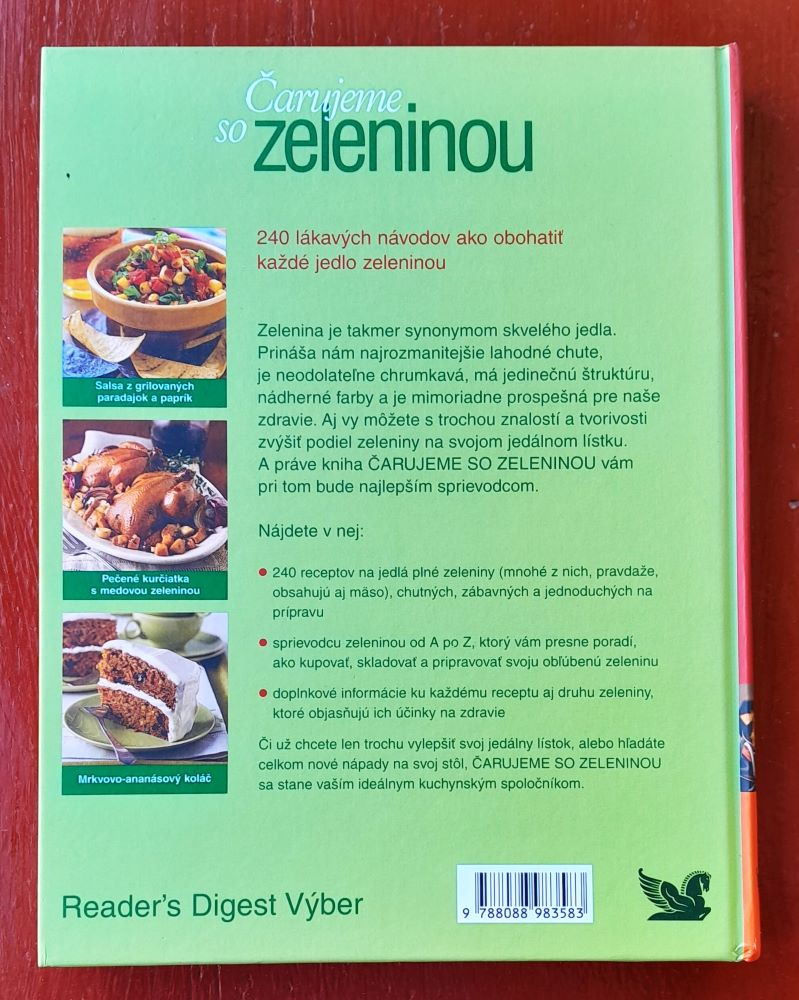 Čarujeme
so zeleninou
240 lákavých návodov ako obohatiť
každé jedlo zeleninou
Salsa z grilovaných
paradajok a paprík
Pečené kurčiatka
s medovou zeleninou
Mrkvovo-ananásový koláč
Zelenina je takmer synonymom skvelého jedla.
Prináša nám najrozmanitejšie lahodné chute,
je neodolateľne chrumkavá, má jedinečnú štruktúru,
nádherné farby a je mimoriadne prospešná pre naše
zdravie. Aj vy môžete s trochou znalostí a tvorivosti
zvýšiť podiel zeleniny na svojom jedálnom lístku.
A práve kniha ČARUJEME SO ZELENINOU vám
pri tom bude najlepším sprievodcom.
Nájdete v nej:
● 240 receptov na jedlá plné zeleniny (mnohé z nich, pravdaže,
obsahujú aj mäso), chutných, zábavných a jednoduchých na
prípravu
● sprievodcu zeleninou od A po Z, ktorý vám presne poradí,
ako kupovať, skladovať a pripravovať svoju obľúbenú zeleninu
● doplnkové informácie ku každému receptu aj druhu zeleniny,
ktoré objasňujú ich účinky na zdravie
Či už chcete len trochu vylepšiť svoj jedálny lístok, alebo hľadáte
celkom nové nápady na svoj stôl, ČARUJEME SO ZELENINOU
sa stane vaším ideálnym kuchynským spoločníkom.
Reader's Digest Výber
9 788088 983583